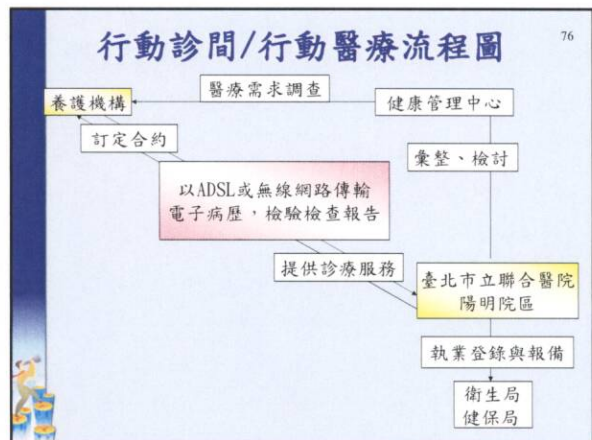 行動診間/行動醫療流程圖
76
醫療需求調查
養護機構
健康管理中心
訂定合約
彙整、檢討
以ADSL或無線網路傳輸
電子病歷，檢驗檢查報告
提供診療服務
臺北市立聯合醫院
陽明院區
執業登錄與報備
衛生局
健保局